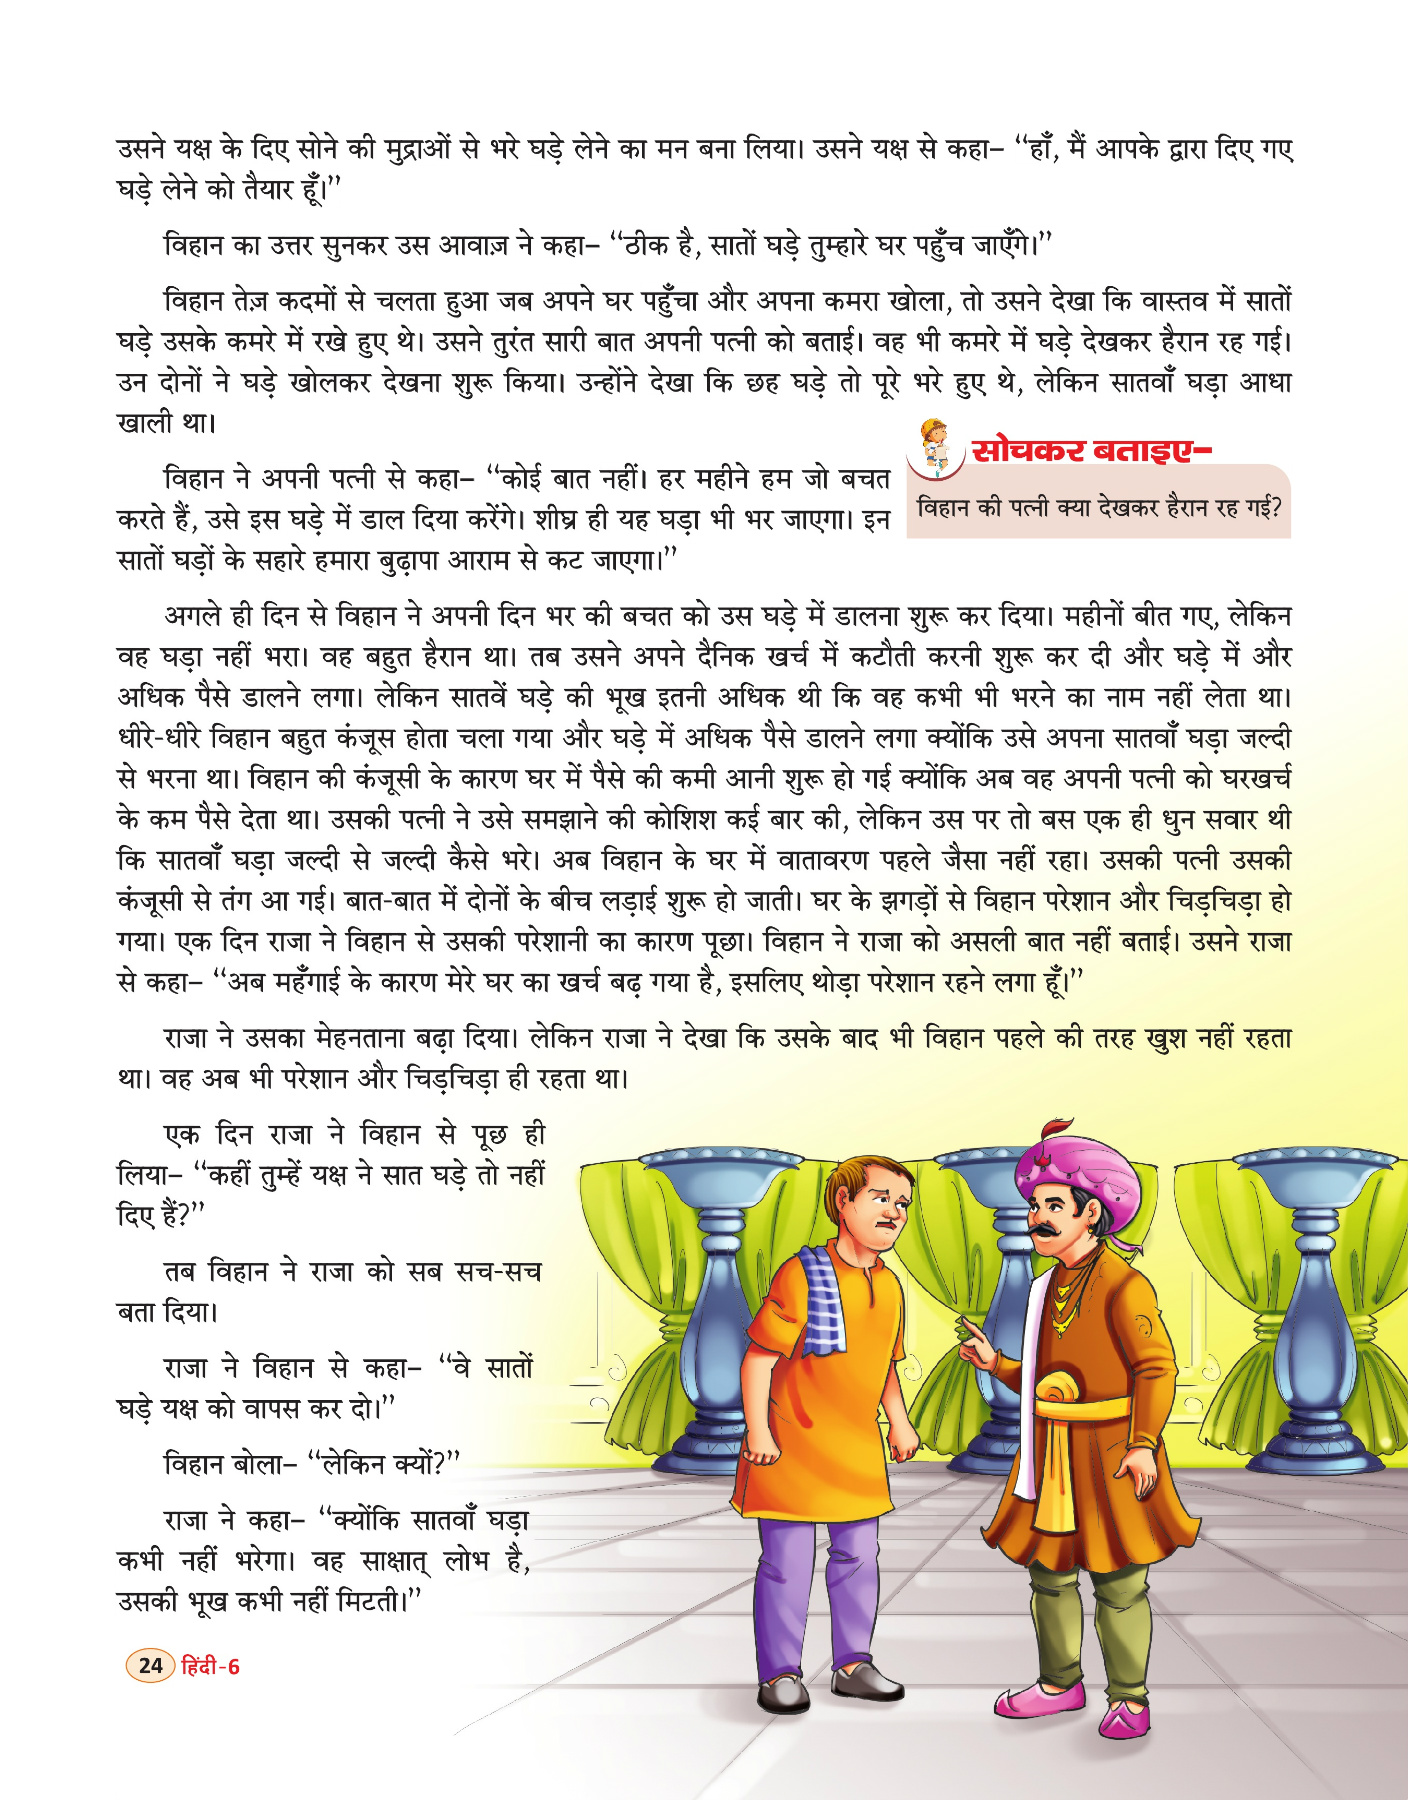 उसने यक्ष के दिए सोने की मुद्राओं से भरे घड़े लेने का मन बना लिया। उसने यक्ष से कहा– “हाँ, मैं आपके द्वारा दिए गए
घड़े लेने को तैयार हूँ।”
विहान का उत्तर सुनकर उस आवाज़ ने कहा– “ठीक है, सातों घड़े तुम्हारे घर पहुँच जाएँगे।”
विहान तेज़ कदमों से चलता हुआ जब अपने घर पहुँचा और अपना कमरा खोला, तो उसने देखा कि वास्तव में सातों
घड़े उसके कमरे में रखे हुए थे। उसने तुरंत सारी बात अपनी पत्नी को बताई। वह भी कमरे में घड़े देखकर हैरान रह गई।
उन दोनों ने घड़े खोलकर देखना शुरू किया। उन्होंने देखा कि छह घड़े तो पूरे भरे हुए थे, लेकिन सातवाँ घड़ा आधा
खाली था।
विहान ने अपनी पत्नी से कहा– “कोई बात नहीं। हर महीने हम जो बचत
करते हैं, उसे इस घड़े में डाल दिया करेंगे। शीघ्र ही यह घड़ा भी भर जाएगा। इन
सातों घड़ों के सहारे हमारा बुढ़ापा आराम से कट जाएगा।”
सोचकर बताइए–
विहान की पत्नी क्या देखकर हैरान रह गई?
अगले ही दिन से विहान ने अपनी दिन भर की बचत को उस घड़े में डालना शुरू कर दिया। महीनों बीत गए, लेकिन
वह घड़ा नहीं भरा। वह बहुत हैरान था। तब उसने अपने दैनिक खर्च में कटौती करनी शुरू कर दी और घड़े में और
अधिक पैसे डालने लगा। लेकिन सातवें घड़े की भूख इतनी अधिक थी कि वह कभी भी भरने का नाम नहीं लेता था।
धीरे-धीरे विहान बहुत कंजूस होता चला गया और घड़े में अधिक पैसे डालने लगा क्योंकि उसे अपना सातवाँ घड़ा जल्दी
से भरना था। विहान की कंजूसी के कारण घर में पैसे की कमी आनी शुरू हो गई क्योंकि अब वह अपनी पत्नी को घरखर्च
के कम पैसे देता था। उसकी पत्नी ने उसे समझाने की कोशिश कई बार की, लेकिन उस पर तो बस एक ही धुन सवार थी
कि सातवाँ घड़ा जल्दी से जल्दी कैसे भरे। अब विहान के घर में वातावरण पहले जैसा नहीं रहा। उसकी पत्नी उसकी
कंजूसी से तंग आ गई। बात-बात में दोनों के बीच लड़ाई शुरू हो जाती। घर के झगड़ों से विहान परेशान और चिड़चिड़ा हो
गया। एक दिन राजा ने विहान से उसकी परेशानी का कारण पूछा। विहान ने राजा को असली बात नहीं बताई। उसने राजा
से कहा– “अब महँगाई के कारण मेरे घर का खर्च बढ़ गया है, इसलिए थोड़ा परेशान रहने लगा हूँ।”
राजा ने उसका मेहनताना बढ़ा दिया। लेकिन राजा ने देखा कि उसके बाद भी विहान पहले की तरह खुश नहीं रहता
था। वह अब भी परेशान और चिड़चिड़ा ही रहता था।
एक दिन राजा ने विहान से पूछ ही
लिया– “कहीं तुम्हें यक्ष ने सात घड़े तो नहीं
दिए हैं?”
तब विहान ने राजा को सब सच-सच
बता दिया।
राजा ने विहान से कहा– “वे सातों
घड़े यक्ष को वापस कर दो।”
विहान बोला– “लेकिन क्यों?”
राजा ने कहा– “क्योंकि सातवाँ घड़ा
कभी नहीं भरेगा। वह साक्षात् लोभ है,
उसकी भूख कभी नहीं मिटती।”
24 हिंदी-6